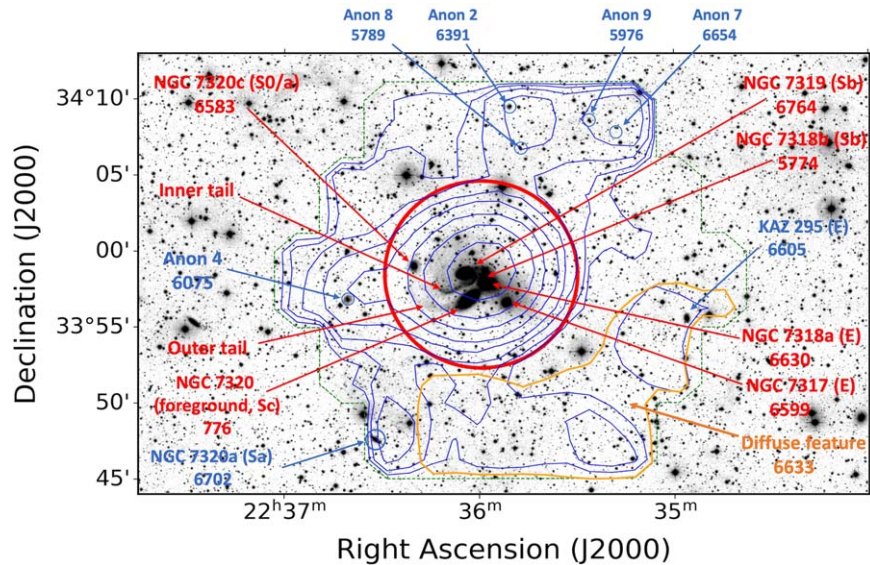 Anon 8
5789
Anon 2
6391
Anon 9
5976
Anon 7
6654
NGC 7320c (S0/a)
6583
NGC 7319 (Sb)
6764
NGC 7318b (Sb)
5774
Inner tail
KAZ 295 (E)
6605
Anon 4
6075
Outer tail
NGC 7318a (E)
6630
NGC 7320
(foreground, Sc)
776
NGC 7317 (E)
6599
NGC 7320a (Sa)
6702
Diffuse feature
6633
34°10'
05'
00'
33°55'
50'
45'
Declination (J2000)
22:37ᵐ
36ᵐ
35ᵐ
Right Ascension (J2000)